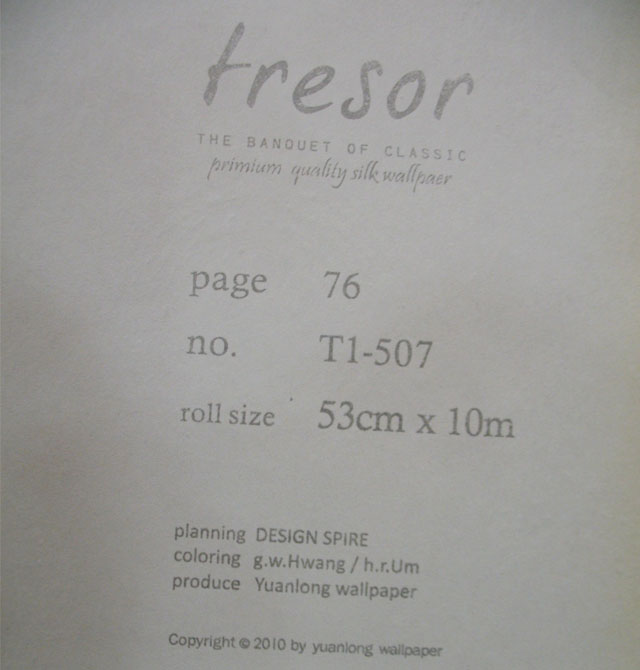 tresor
THE BANQUET OF CLASSIC
primium quality silk wallpaer
page 76
no. T1-507
roll size 53cm x 10m
planning DESIGN SPIRE
coloring g.w.Hwang / h.r.Um
produce Yuanlong wallpaper
Copyright © 2010 by yuanlong wallpaper